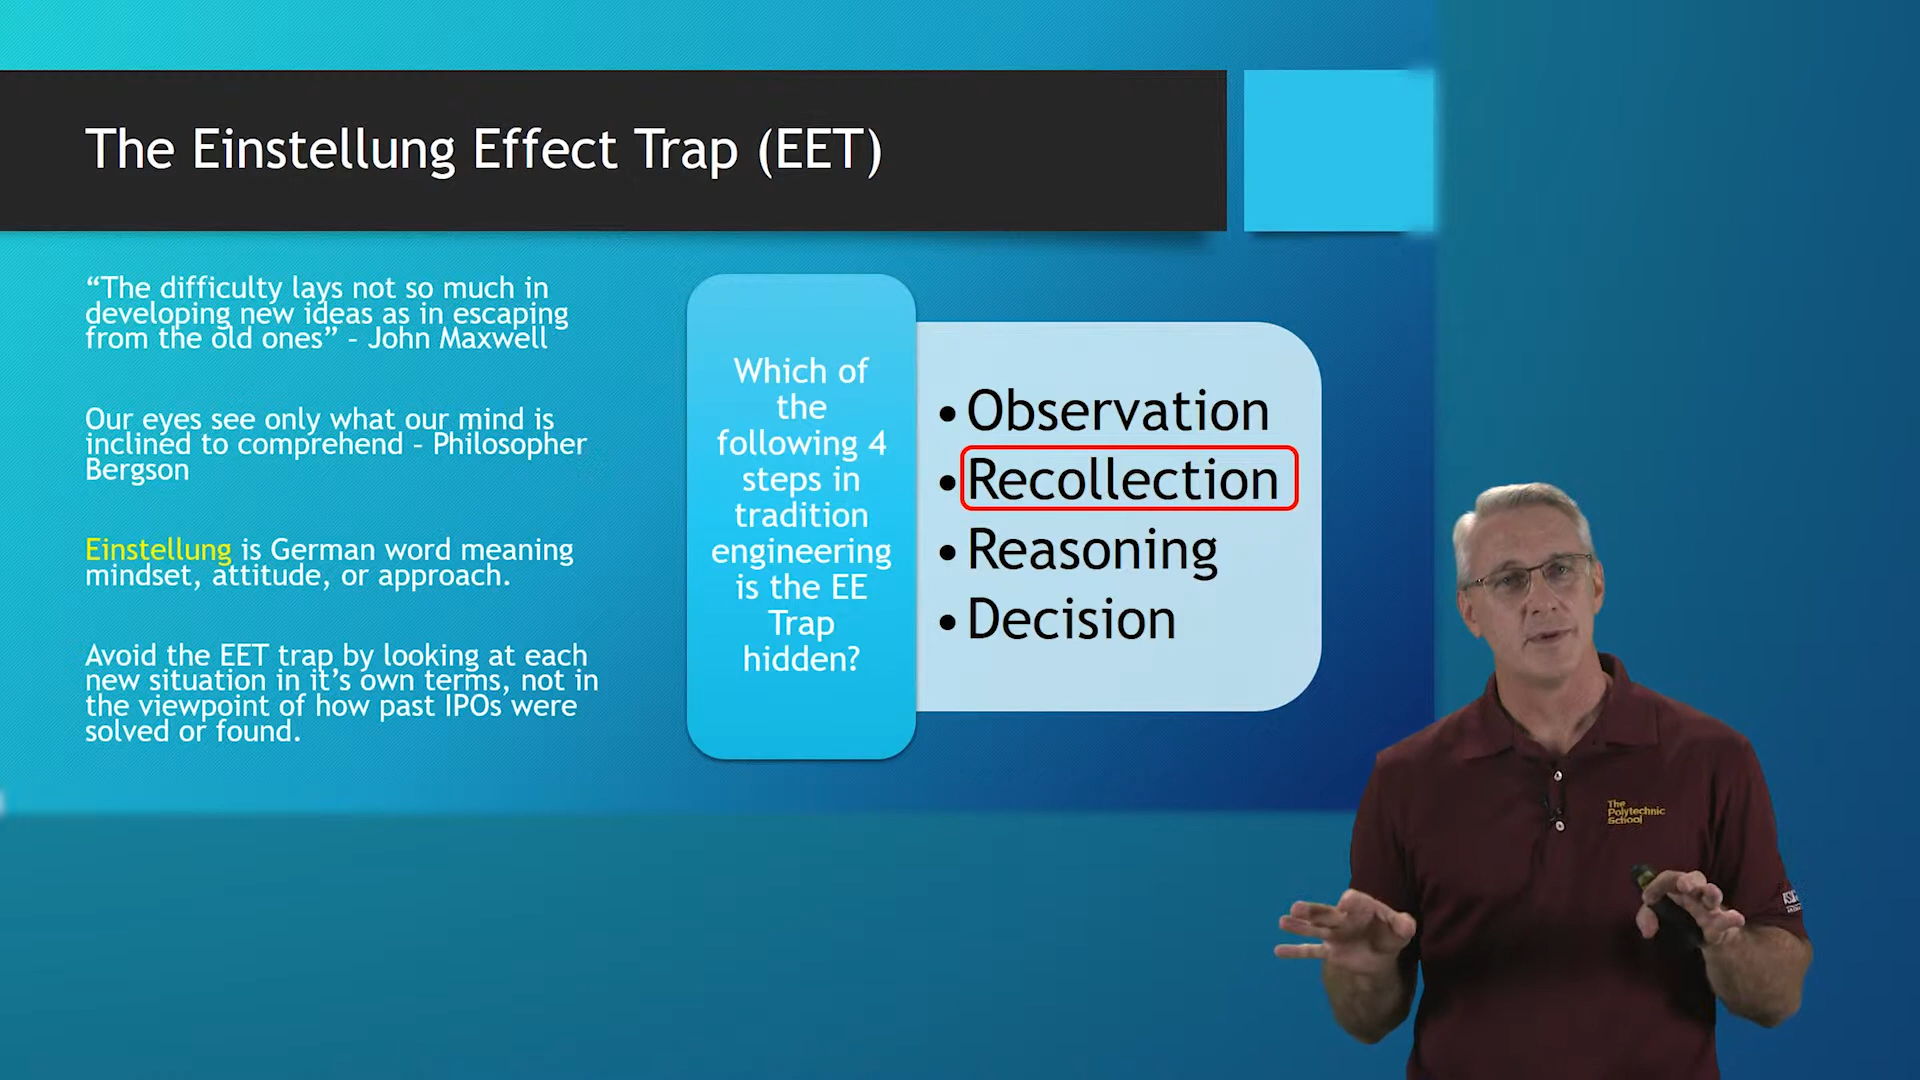 The Einstellung Effect Trap (EET)
“The difficulty lays not so much in
developing new ideas as in escaping
from the old ones” – John Maxwell
Our eyes see only what our mind is
inclined to comprehend – Philosopher
Bergson
Einstellung is German word meaning
mindset, attitude, or approach.
Avoid the EET trap by looking at each
new situation in it’s own terms, not in
the viewpoint of how past IPOs were
solved or found.
Which of
the
following 4
steps in
tradition
engineering
is the EE
Trap
hidden?
• Observation
• Recollection
• Reasoning
• Decision
The
Polytechnic
School